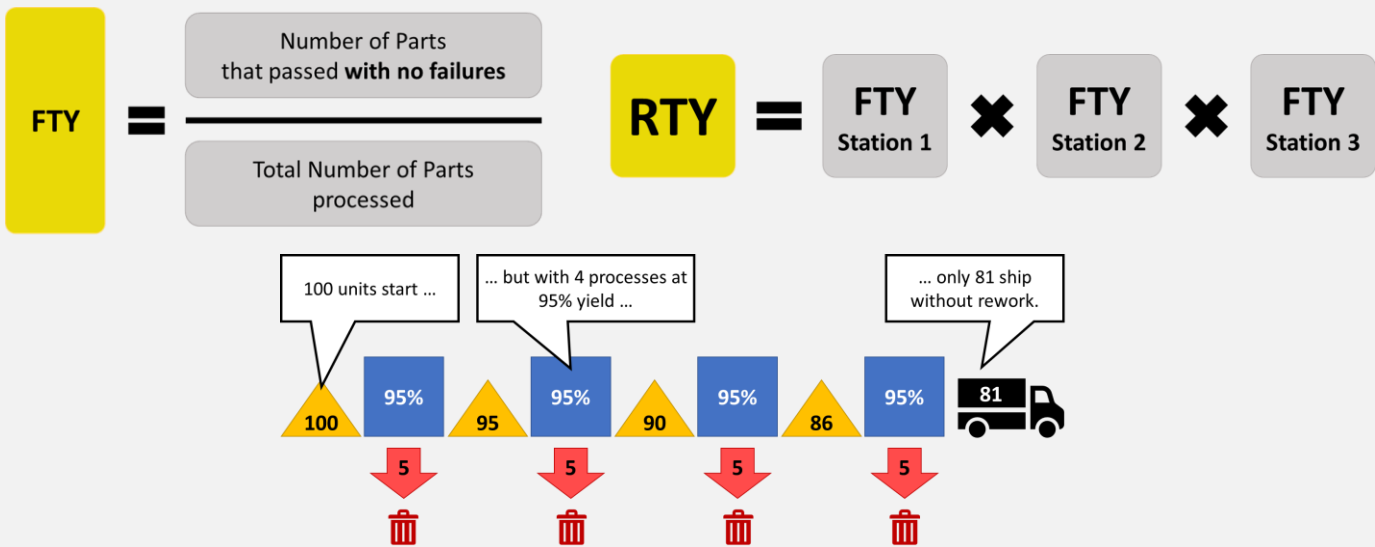 FTY
=
Number of Parts
that passed with no failures
Total Number of Parts
processed
RTY
=
FTY
Station 1
×
FTY
Station 2
×
FTY
Station 3
100 units start ...
... but with 4 processes at
95% yield ...
... only 81 ship
without rework.
100
95%
95
95%
90
95%
86
95%
81
5
5
5
5